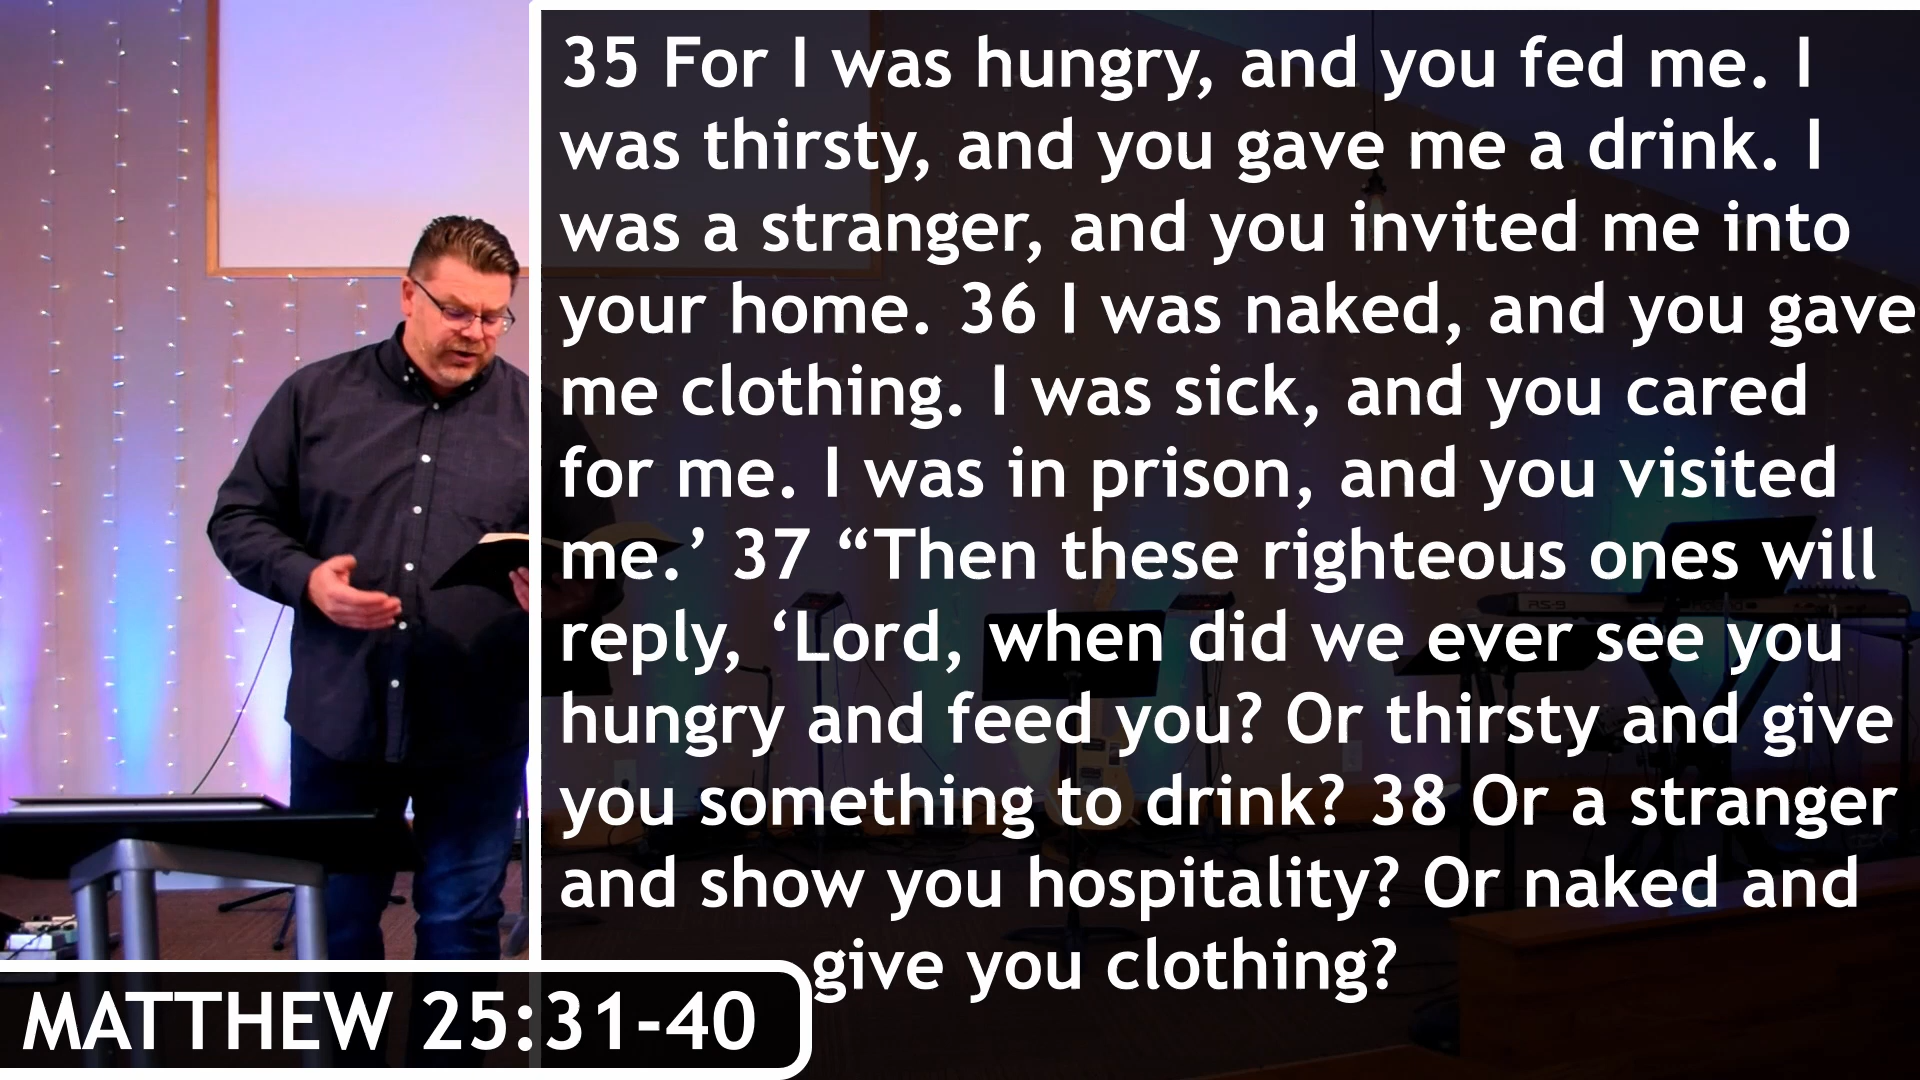 35 For I was hungry, and you fed me. I
was thirsty, and you gave me a drink. I
was a stranger, and you invited me into
your home. 36 I was naked, and you gave
me clothing. I was sick, and you cared
for me. I was in prison, and you visited
me.’ 37 “Then these righteous ones will
reply, ‘Lord, when did we ever see you
hungry and feed you? Or thirsty and give
you something to drink? 38 Or a stranger
and show you hospitality? Or naked and
give you clothing?
MATTHEW 25:31-40
RS-9